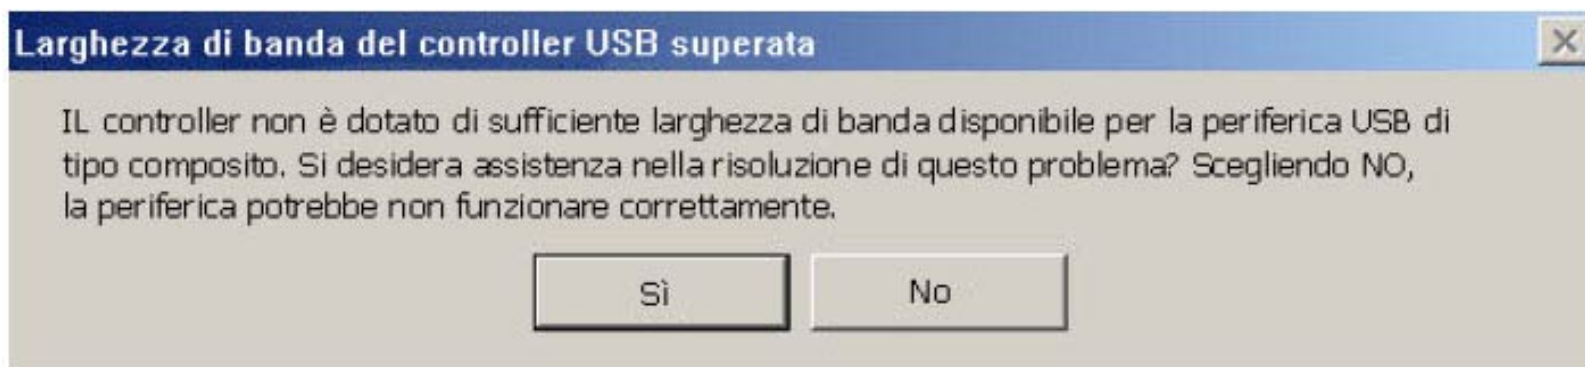 Larghezza di banda del controller USB superata
IL controller non è dotato di sufficiente larghezza di banda disponibile per la periferica USB di
tipo composito. Si desidera assistenza nella risoluzione di questo problema? Scegliendo NO,
la periferica potrebbe non funzionare correttamente.
Sì No